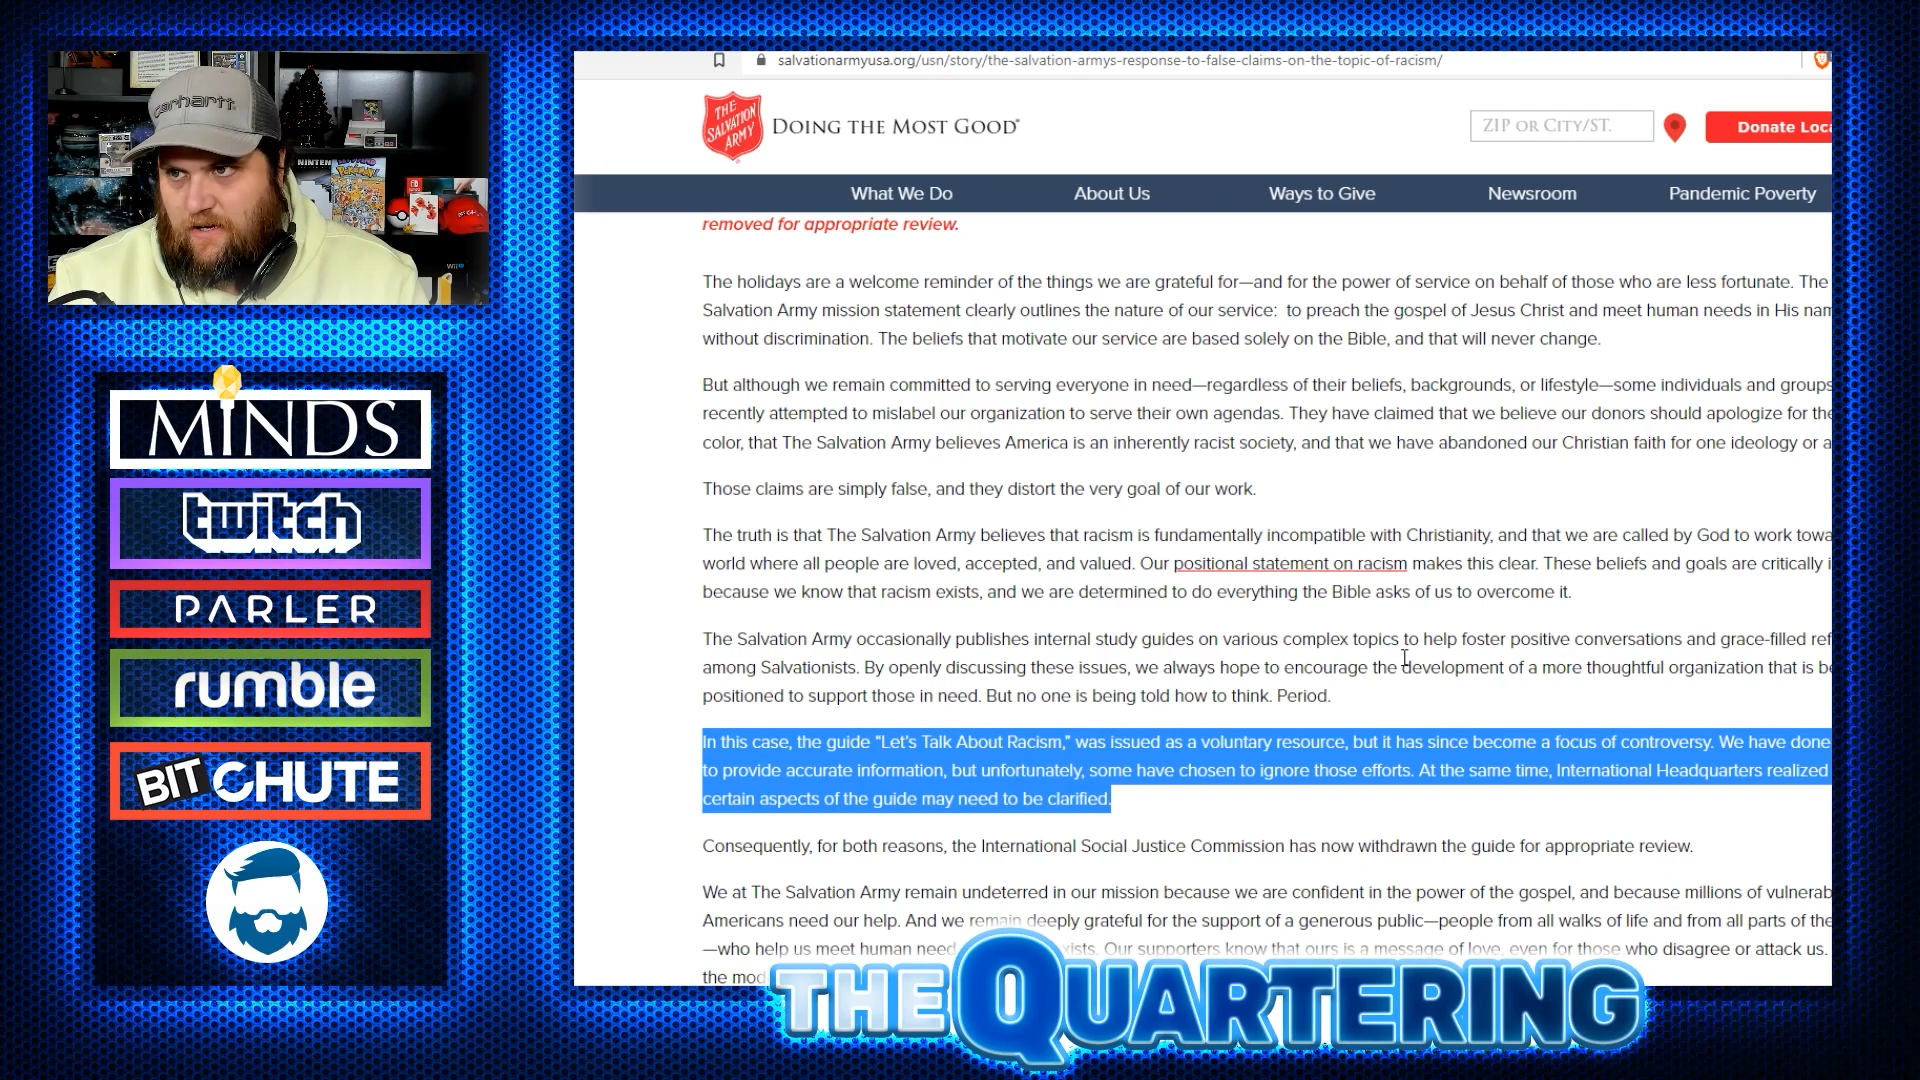 carhartt
NINTEN
Pokémon
MINDS
twitch
PARLER
rumble
BIT CHUTE
salvationarmyusa.org/usn/story/the-salvation-armys-response-to-false-claims-on-the-topic-of-racism/
THE
SALVATION
ARMY
DOING THE MOST GOOD®
ZIP OR CITY/ST.
Donate Loca
What We Do About Us Ways to Give Newsroom Pandemic Poverty
removed for appropriate review.
The holidays are a welcome reminder of the things we are grateful for—and for the power of service on behalf of those who are less fortunate. The
Salvation Army mission statement clearly outlines the nature of our service: to preach the gospel of Jesus Christ and meet human needs in His nam
without discrimination. The beliefs that motivate our service are based solely on the Bible, and that will never change.
But although we remain committed to serving everyone in need—regardless of their beliefs, backgrounds, or lifestyle—some individuals and groups
recently attempted to mislabel our organization to serve their own agendas. They have claimed that we believe our donors should apologize for the
color, that The Salvation Army believes America is an inherently racist society, and that we have abandoned our Christian faith for one ideology or a
Those claims are simply false, and they distort the very goal of our work.
The truth is that The Salvation Army believes that racism is fundamentally incompatible with Christianity, and that we are called by God to work towa
world where all people are loved, accepted, and valued. Our positional statement on racism makes this clear. These beliefs and goals are critically i
because we know that racism exists, and we are determined to do everything the Bible asks of us to overcome it.
The Salvation Army occasionally publishes internal study guides on various complex topics to help foster positive conversations and grace-filled ref
among Salvationists. By openly discussing these issues, we always hope to encourage the development of a more thoughtful organization that is be
positioned to support those in need. But no one is being told how to think. Period.
In this case, the guide “Let’s Talk About Racism,” was issued as a voluntary resource, but it has since become a focus of controversy. We have done
to provide accurate information, but unfortunately, some have chosen to ignore those efforts. At the same time, International Headquarters realized
certain aspects of the guide may need to be clarified.
Consequently, for both reasons, the International Social Justice Commission has now withdrawn the guide for appropriate review.
We at The Salvation Army remain undeterred in our mission because we are confident in the power of the gospel, and because millions of vulnerab
Americans need our help. And we remain deeply grateful for the support of a generous public—people from all walks of life and from all parts of the
—who help us meet human need exists. Our supporters know that ours is a message of love, even for those who disagree or attack us.
the mod
THE QUARTERING